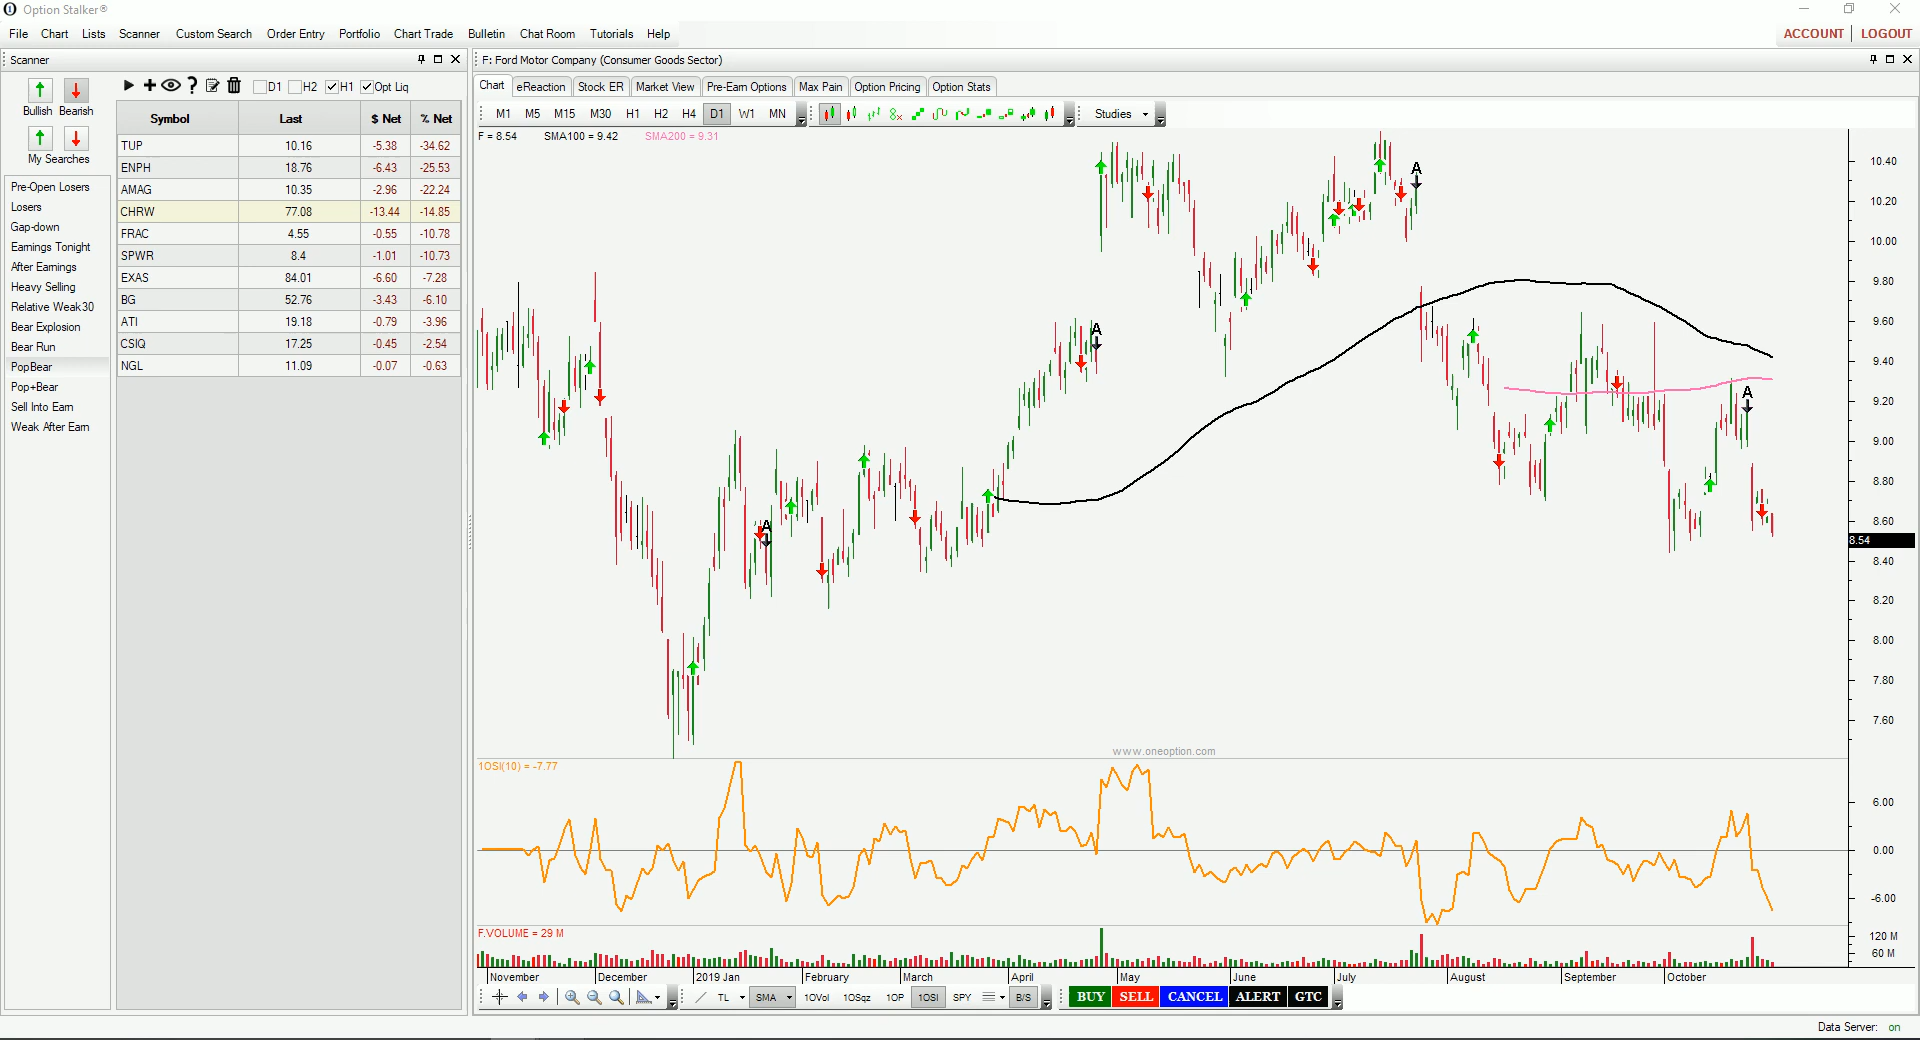 Option Stalker®
File Chart Lists Scanner Custom Search Order Entry Portfolio Chart Trade Bulletin Chat Room Tutorials Help
ACCOUNT LOGOUT
Scanner
Bullish Bearish
My Searches
Pre-Open Losers
Losers
Gap-down
Earnings Tonight
After Earnings
Heavy Selling
Relative Weak30
Bear Explosion
Bear Run
PopBear
Pop+Bear
Sell Into Earn
Weak After Earn
D1 H2 H1 Opt Liq
Symbol Last $ Net % Net
TUP 10.16 -5.38 -34.62
ENPH 18.76 -6.43 -25.53
AMAG 10.35 -2.96 -22.24
CHRW 77.08 -13.44 -14.85
FRAC 4.55 -0.55 -10.78
SPWR 8.4 -1.01 -10.73
EXAS 84.01 -6.60 -7.28
BG 52.76 -3.43 -6.10
ATI 19.18 -0.79 -3.96
CSIQ 17.25 -0.45 -2.54
NGL 11.09 -0.07 -0.63
F: Ford Motor Company (Consumer Goods Sector)
Chart eReaction Stock ER Market View Pre-Earn Options Max Pain Option Pricing Option Stats
M1 M5 M15 M30 H1 H2 H4 D1 W1 MN Studies
F = 8.54 SMA100 = 9.42 SMA200 = 9.31
A
A
A
A
10.40
10.20
10.00
9.80
9.60
9.40
9.20
9.00
8.80
8.60
8.54
8.40
8.20
8.00
7.80
7.60
www.oneoption.com
1OSI(10) = -7.77
6.00
0.00
-6.00
F.VOLUME = 29 M
120 M
60 M
November December 2019 Jan February March April May June July August September October
TL SMA 1OVol 1OSqz 1OP 1OSI SPY B/S BUY SELL CANCEL ALERT GTC
Data Server: on